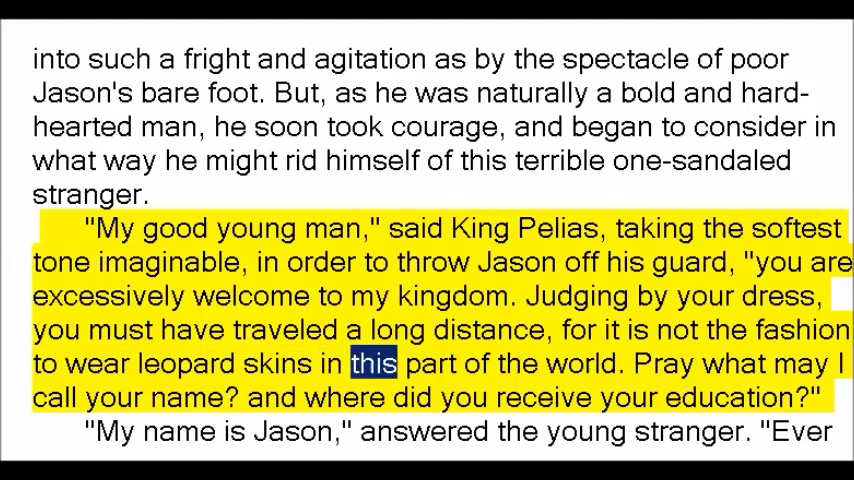 into such a fright and agitation as by the spectacle of poor
Jason's bare foot. But, as he was naturally a bold and hard-
hearted man, he soon took courage, and began to consider in
what way he might rid himself of this terrible one-sandaled
stranger.
"My good young man," said King Pelias, taking the softest
tone imaginable, in order to throw Jason off his guard, "you are
excessively welcome to my kingdom. Judging by your dress,
you must have traveled a long distance, for it is not the fashion
to wear leopard skins in this part of the world. Pray what may I
call your name? and where did you receive your education?"
"My name is Jason," answered the young stranger. "Ever